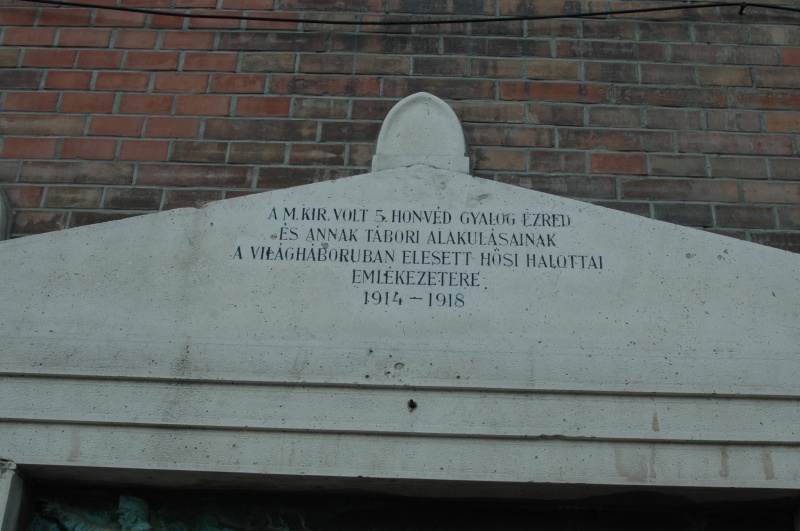 A M. KIR. VOLT 5. HONVÉD GYALOG EZRED
ÉS ANNAK TÁBORI ALAKULÁSAINAK
A VILÁGHÁBORUBAN ELESETT HŐSI HALOTTAI
EMLÉKEZETÉRE
1914 – 1918